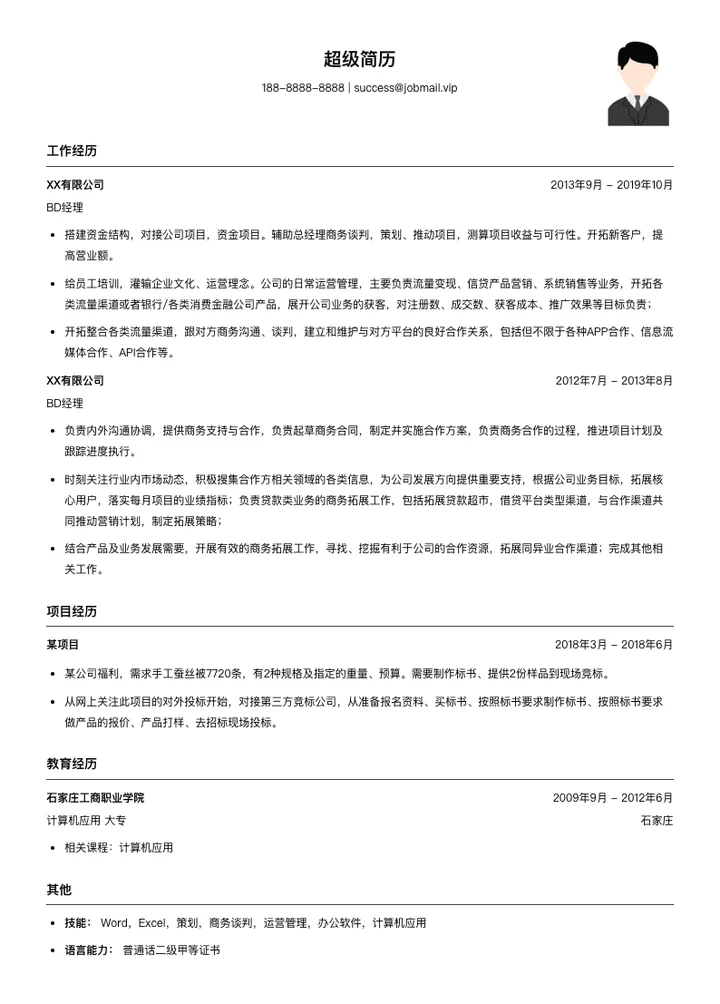 超级简历
188-8888-8888 | success@jobmail.vip
工作经历
XX有限公司 2013年9月 – 2019年10月
BD经理
• 搭建资金结构，对接公司项目，资金项目。辅助总经理商务谈判，策划、推动项目，测算项目收益与可行性。开拓新客户，提
高营业额。
• 给员工培训，灌输企业文化、运营理念。公司的日常运营管理，主要负责流量变现、信贷产品营销、系统销售等业务，开拓各
类流量渠道或者银行/各类消费金融公司产品，展开公司业务的获客，对注册数、成交数、获客成本、推广效果等目标负责；
• 开拓整合各类流量渠道，跟对方商务沟通、谈判，建立和维护与对方平台的良好合作关系，包括但不限于各种APP合作、信息流
媒体合作、API合作等。
XX有限公司 2012年7月 – 2013年8月
BD经理
• 负责内外沟通协调，提供商务支持与合作，负责起草商务合同，制定并实施合作方案，负责商务合作的过程，推进项目计划及
跟踪进度执行。
• 时刻关注行业内市场动态，积极搜集合作方相关领域的各类信息，为公司发展方向提供重要支持，根据公司业务目标，拓展核
心用户，落实每月项目的业绩指标；负责贷款类业务的商务拓展工作，包括拓展贷款超市，借贷平台类型渠道，与合作渠道共
同推动营销计划，制定拓展策略；
• 结合产品及业务发展需要，开展有效的商务拓展工作，寻找、挖掘有利于公司的合作资源，拓展同异业合作渠道；完成其他相
关工作。
项目经历
某项目 2018年3月 – 2018年6月
• 某公司福利，需求手工蚕丝被7720条，有2种规格及指定的重量、预算。需要制作标书、提供2份样品到现场竞标。
• 从网上关注此项目的对外投标开始，对接第三方竞标公司，从准备报名资料、买标书、按照标书要求制作标书、按照标书要求
做产品的报价、产品打样、去招标现场投标。
教育经历
石家庄工商职业学院 2009年9月 – 2012年6月
计算机应用 大专 石家庄
• 相关课程：计算机应用
其他
• 技能： Word，Excel，策划，商务谈判，运营管理，办公软件，计算机应用
• 语言能力： 普通话二级甲等证书